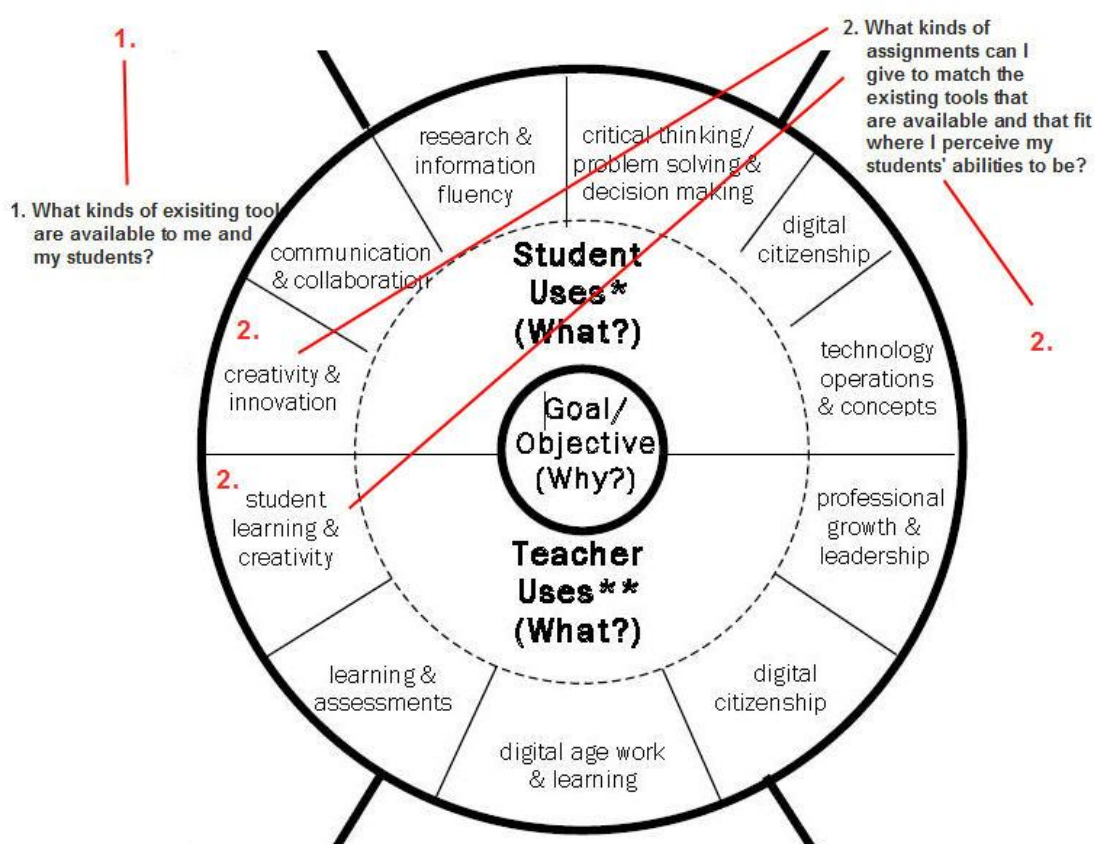 1.
2. What kinds of
assignments can I
give to match the
existing tools that
are available and that fit
where I perceive my
students' abilities to be?
1. What kinds of exisiting tool
are available to me and
my students?
research &
information
fluency
critical thinking/
problem solving &
decision making
communication
& collaboration
digital
citizenship
2.
creativity &
innovation
technology
operations
& concepts
2.
Student
Uses*
(What?)
Goal/
Objective
(Why?)
2.
student
learning &
creativity
professional
growth &
leadership
Teacher
Uses**
(What?)
learning &
assessments
digital
citizenship
digital age work
& learning